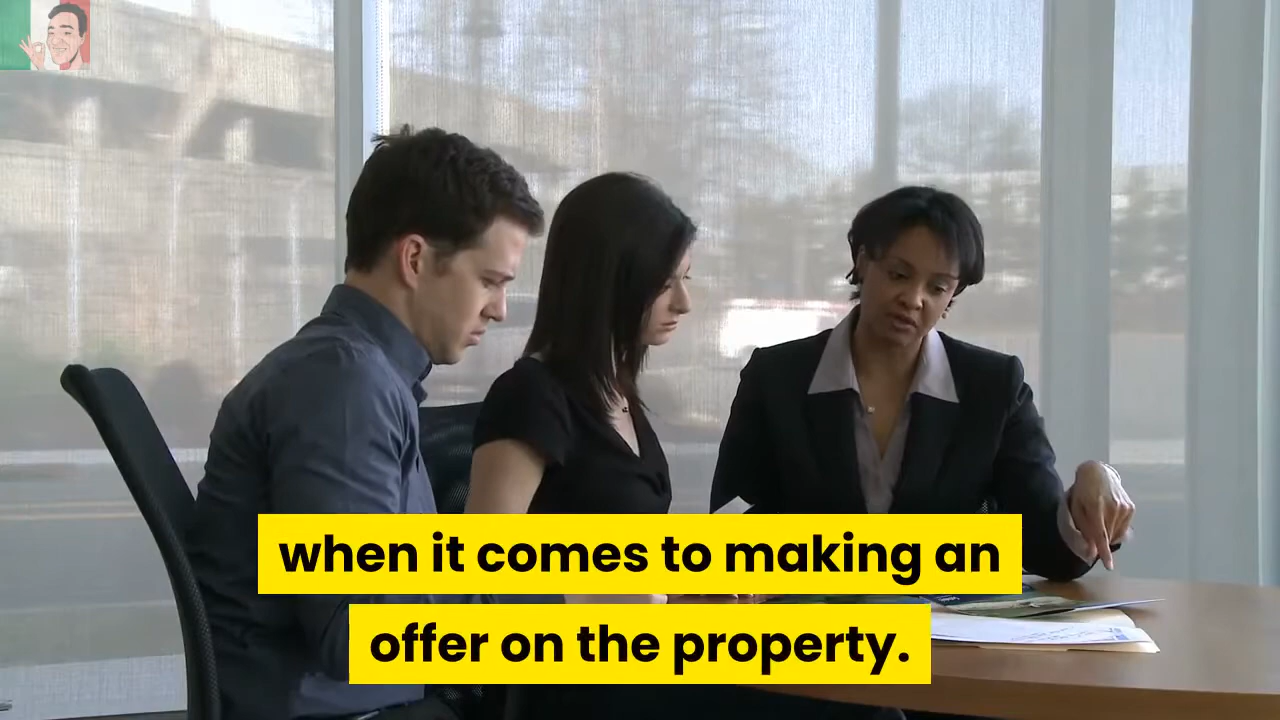 when it comes to making an
offer on the property.